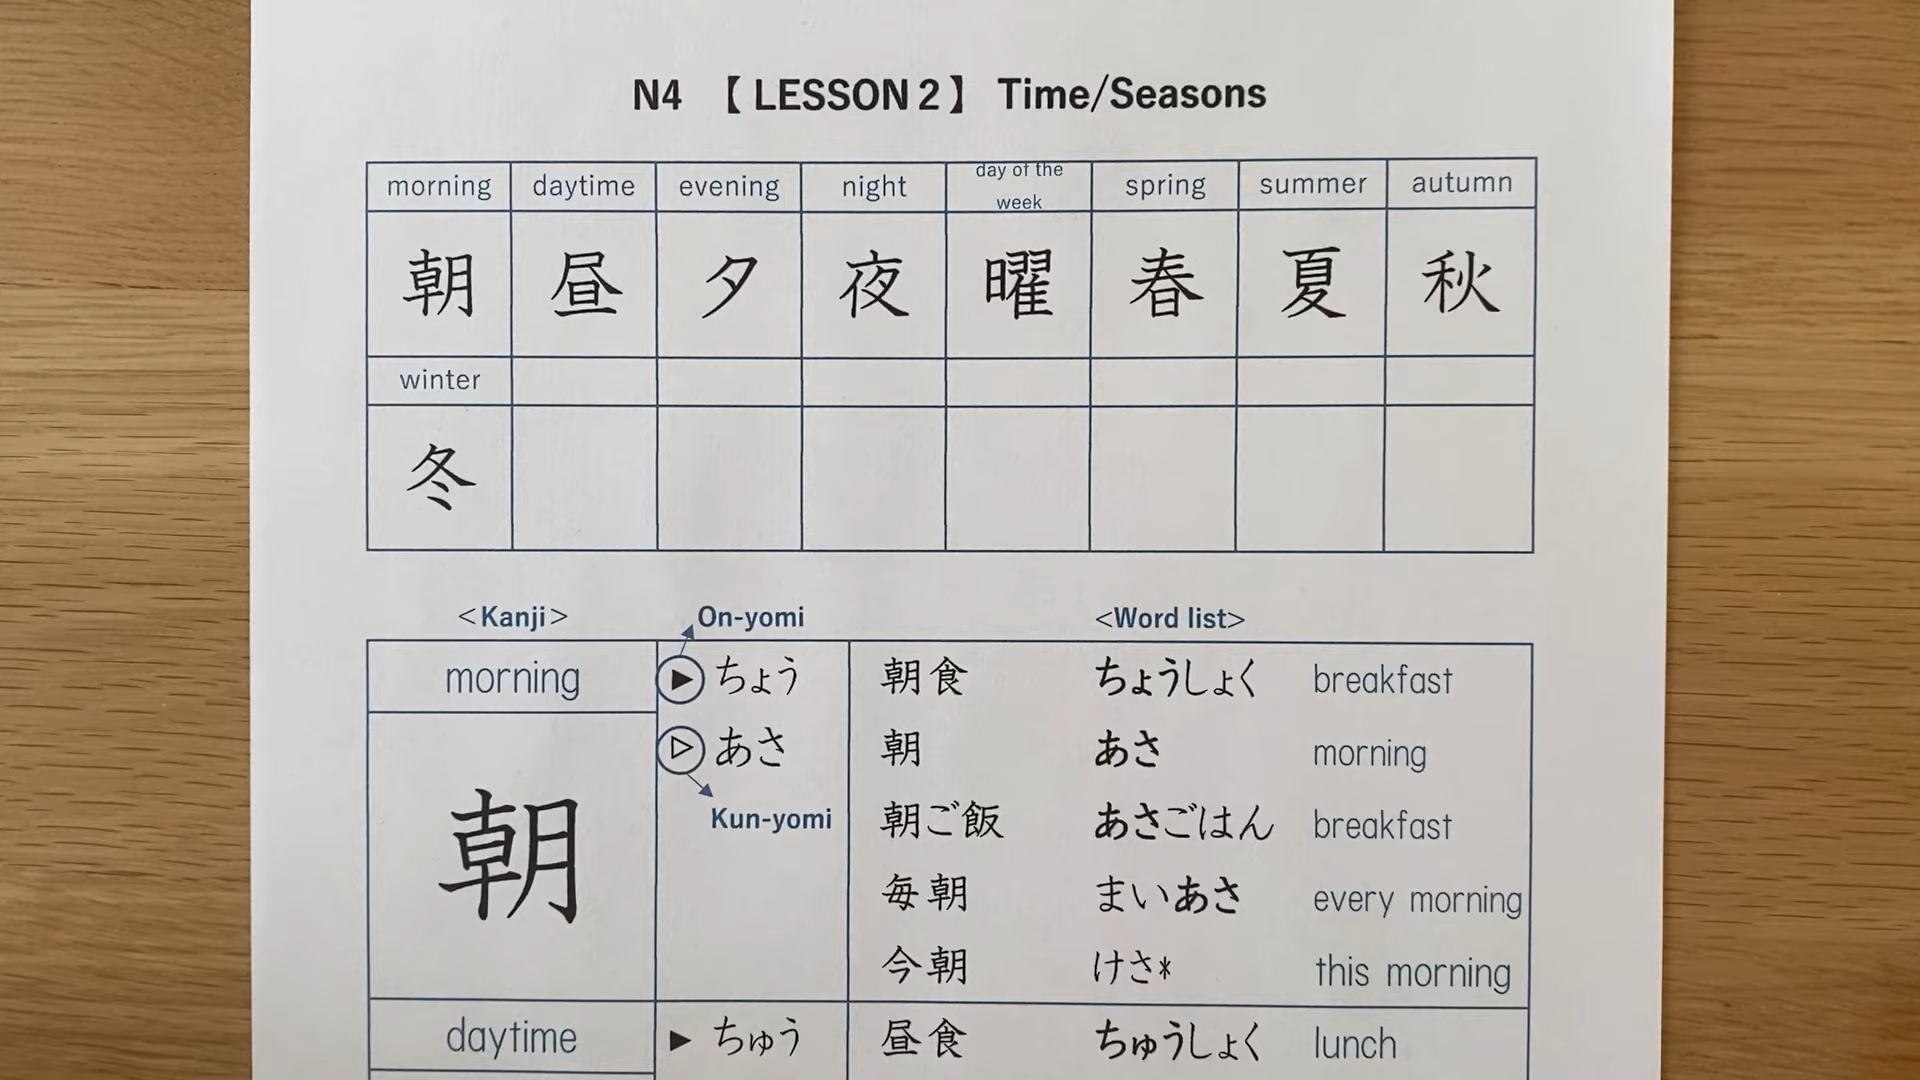 N4 【LESSON 2】 Time/Seasons
morning daytime evening night day of the week spring summer autumn
朝 昼 夕 夜 曜 春 夏 秋
winter
冬
<Kanji> On-yomi <Word list>
morning ▶ ちょう 朝食 ちょうしょく breakfast
▷ あさ 朝 あさ morning
Kun-yomi
朝 朝ご飯 あさごはん breakfast
毎朝 まいあさ every morning
今朝 けさ* this morning
daytime ▶ ちゅう 昼食 ちゅうしょく lunch